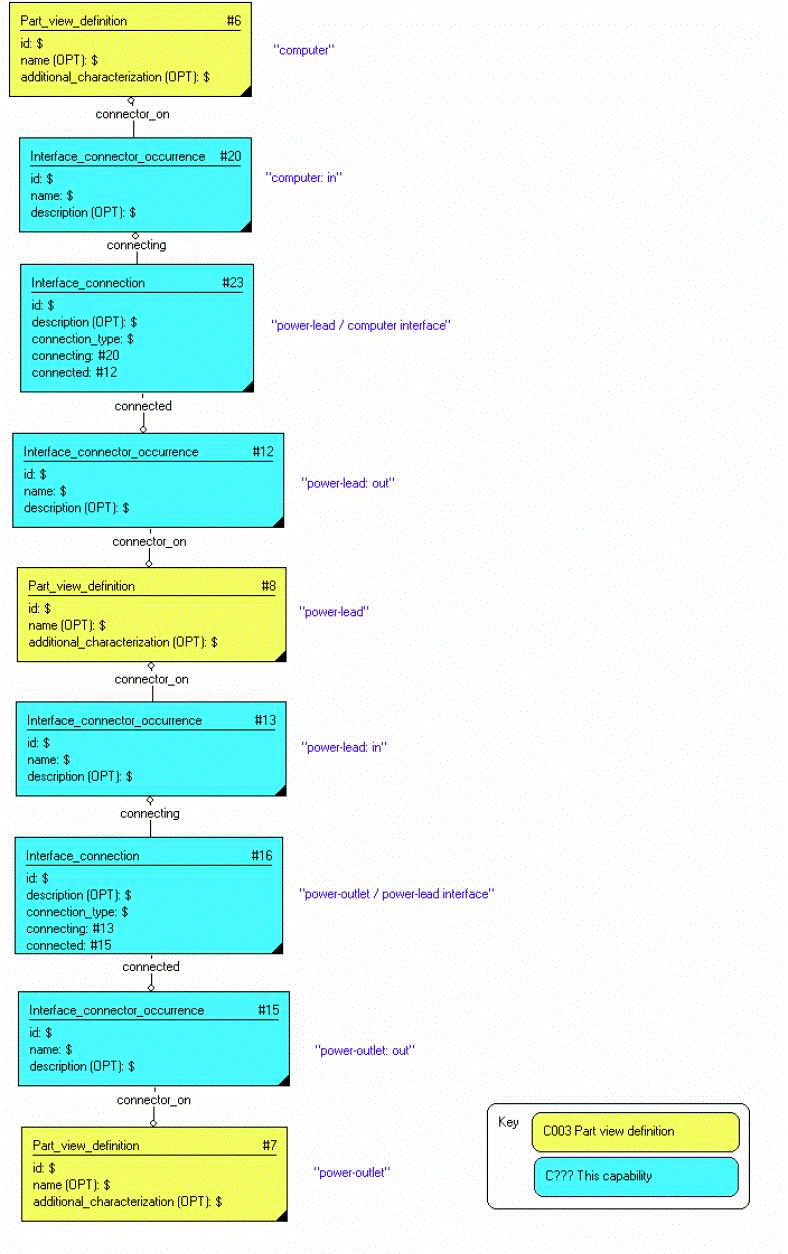 Part_view_definition #6
id: $
name (OPT): $
additional_characterization (OPT): $
"computer"
connector_on
Interface_connector_occurrence #20
id: $
name: $
description (OPT): $
"computer: in"
connecting
Interface_connection #23
id: $
description (OPT): $
connection_type: $
connecting: #20
connected: #12
"power-lead / computer interface"
connected
Interface_connector_occurrence #12
id: $
name: $
description (OPT): $
"power-lead: out"
connector_on
Part_view_definition #8
id: $
name (OPT): $
additional_characterization (OPT): $
"power-lead"
connector_on
Interface_connector_occurrence #13
id: $
name: $
description (OPT): $
"power-lead: in"
connecting
Interface_connection #16
id: $
description (OPT): $
connection_type: $
connecting: #13
connected: #15
"power-outlet / power-lead interface"
connected
Interface_connector_occurrence #15
id: $
name: $
description (OPT): $
"power-outlet: out"
connector_on
Part_view_definition #7
id: $
name (OPT): $
additional_characterization (OPT): $
"power-outlet"
Key
C003 Part view definition
C??? This capability